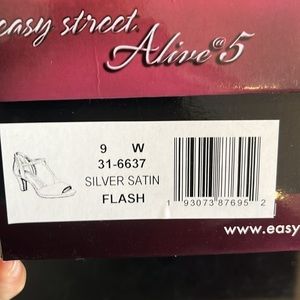 easy street
Alive@5
9 W
31-6637
SILVER SATIN
FLASH
1 93073 87695 2
www.easy